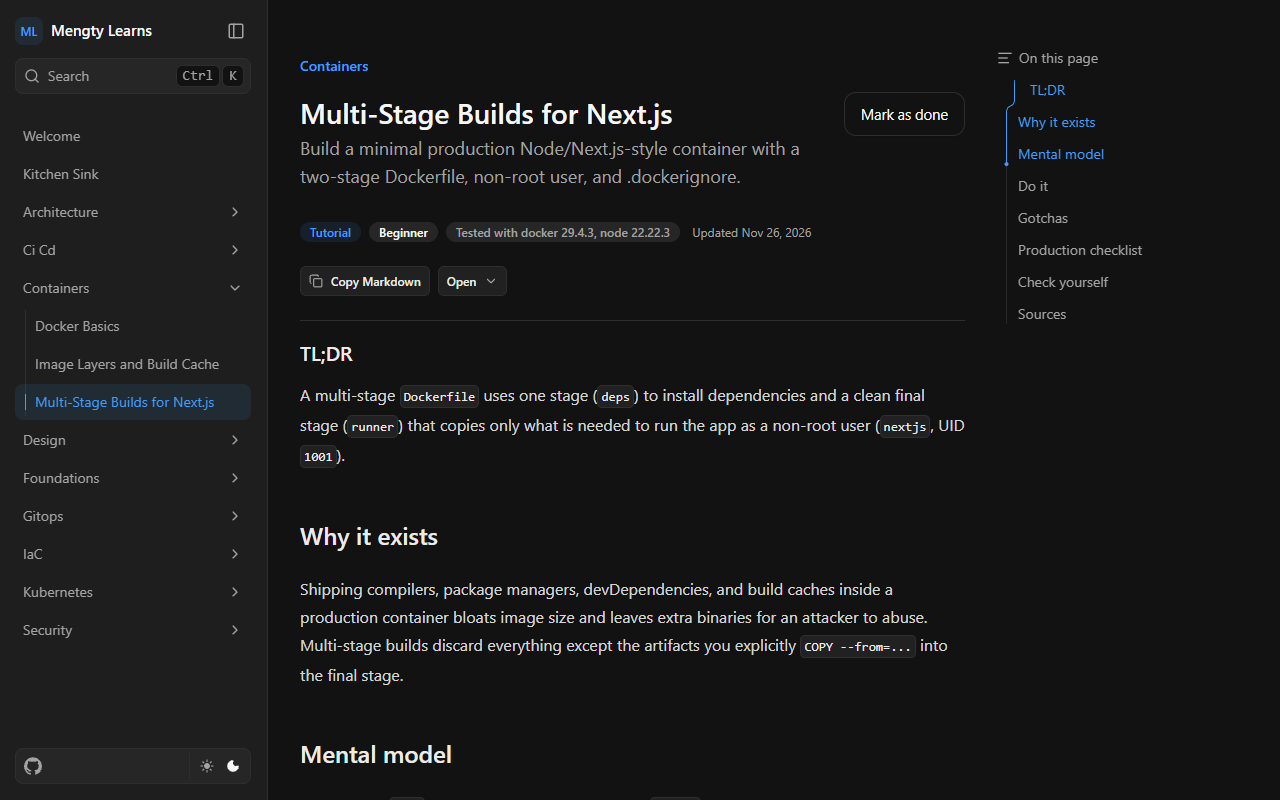 ML Mengty Learns
Search Ctrl K
Welcome
Kitchen Sink
Architecture
Ci Cd
Containers
Docker Basics
Image Layers and Build Cache
Multi-Stage Builds for Next.js
Design
Foundations
Gitops
IaC
Kubernetes
Security
Containers
Multi-Stage Builds for Next.js
Mark as done
Build a minimal production Node/Next.js-style container with a
two-stage Dockerfile, non-root user, and .dockerignore.
Tutorial Beginner Tested with docker 29.4.3, node 22.22.3 Updated Nov 26, 2026
Copy Markdown Open
TL;DR
A multi-stage Dockerfile uses one stage (deps) to install dependencies and a clean final
stage (runner) that copies only what is needed to run the app as a non-root user (nextjs, UID
1001).
Why it exists
Shipping compilers, package managers, devDependencies, and build caches inside a
production container bloats image size and leaves extra binaries for an attacker to abuse.
Multi-stage builds discard everything except the artifacts you explicitly COPY --from=... into
the final stage.
Mental model
On this page
TL;DR
Why it exists
Mental model
Do it
Gotchas
Production checklist
Check yourself
Sources